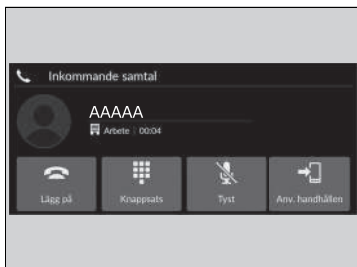 Inkommande samtal
AAAAA
Arbete | 00:04
Lägg på Knappsats Tyst Anv. handhållen